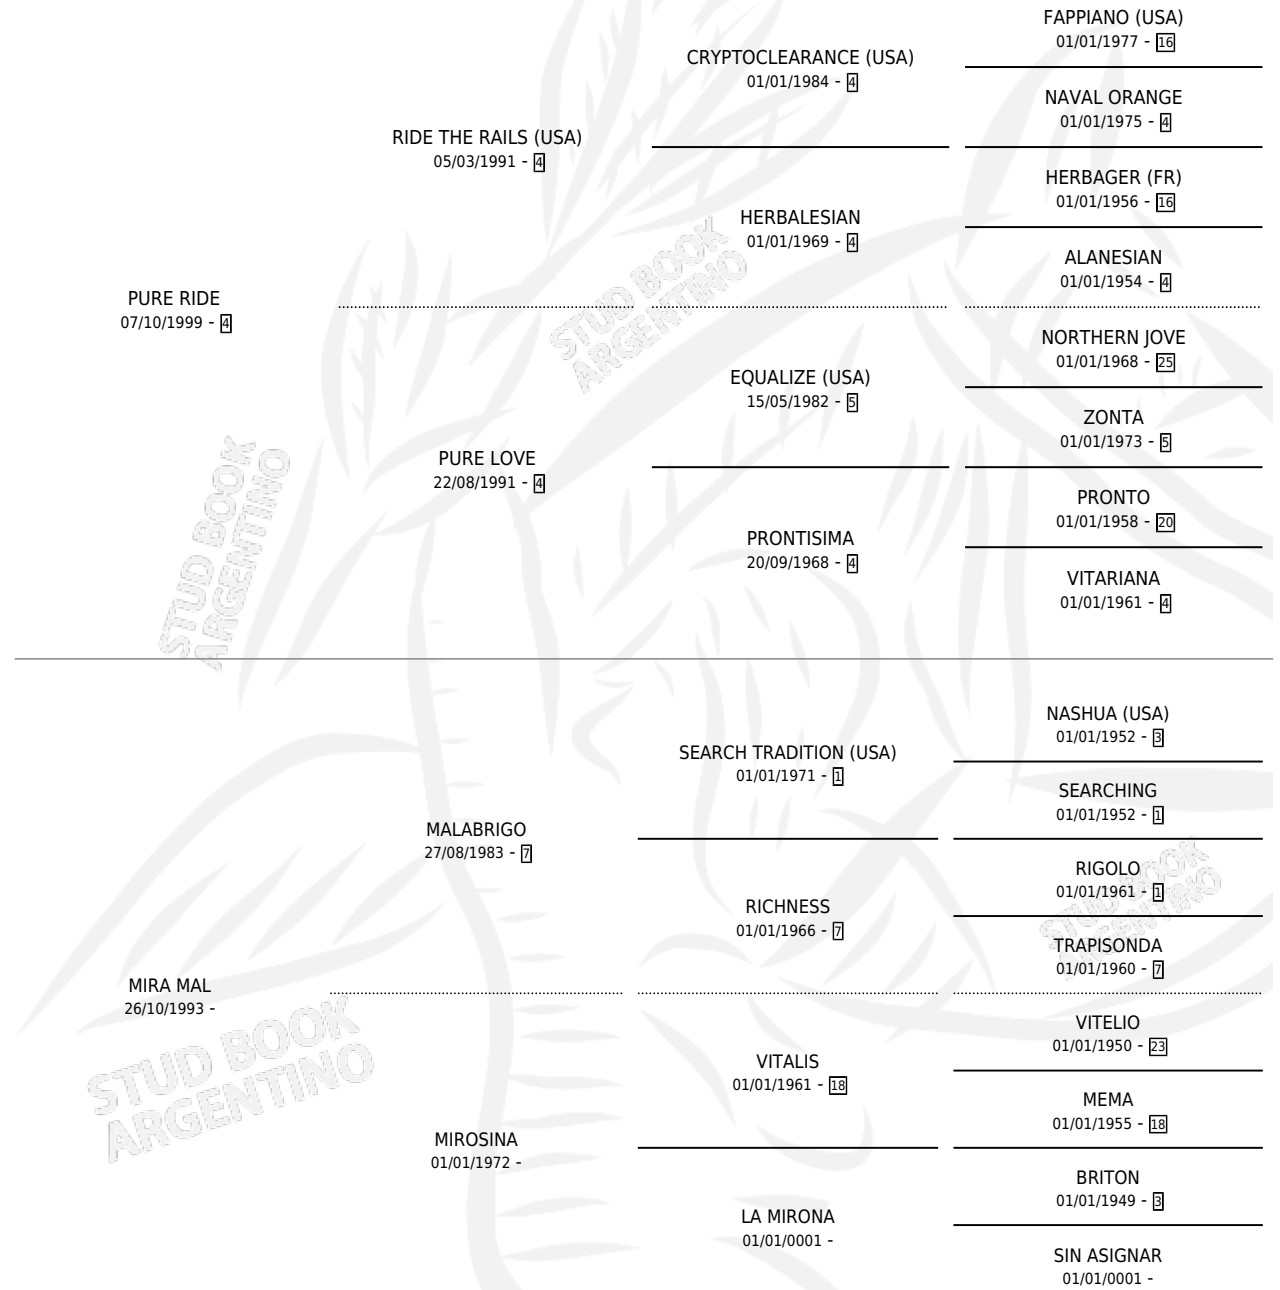 FAPPIANO (USA)
01/01/1977 - 16
CRYPTOCLEARANCE (USA)
01/01/1984 - 4
NAVAL ORANGE
01/01/1975 - 4
RIDE THE RAILS (USA)
05/03/1991 - 4
HERBAGER (FR)
01/01/1956 - 16
HERBALESIAN
01/01/1969 - 4
ALANESIAN
01/01/1954 - 4
PURE RIDE
07/10/1999 - 4
NORTHERN JOVE
01/01/1968 - 25
EQUALIZE (USA)
15/05/1982 - 5
ZONTA
01/01/1973 - 5
PURE LOVE
22/08/1991 - 4
PRONTO
01/01/1958 - 20
PRONTISIMA
20/09/1968 - 4
VITARIANA
01/01/1961 - 4
NASHUA (USA)
01/01/1952 - 3
SEARCH TRADITION (USA)
01/01/1971 - 1
SEARCHING
01/01/1952 - 1
MALABRIGO
27/08/1983 - 7
RIGOLO
01/01/1961 - 1
RICHNESS
01/01/1966 - 7
TRAPISONDA
01/01/1960 - 7
MIRA MAL
26/10/1993 -
VITELIO
01/01/1950 - 23
VITALIS
01/01/1961 - 18
MEMA
01/01/1955 - 18
MIROSINA
01/01/1972 -
BRITON
01/01/1949 - 3
LA MIRONA
01/01/0001 -
SIN ASIGNAR
01/01/0001 -
STUD BOOK
ARGENTINO
STUD BOOK
ARGENTINO
STUD BOOK
ARGENTINO
STUD BOOK
ARGENTINO